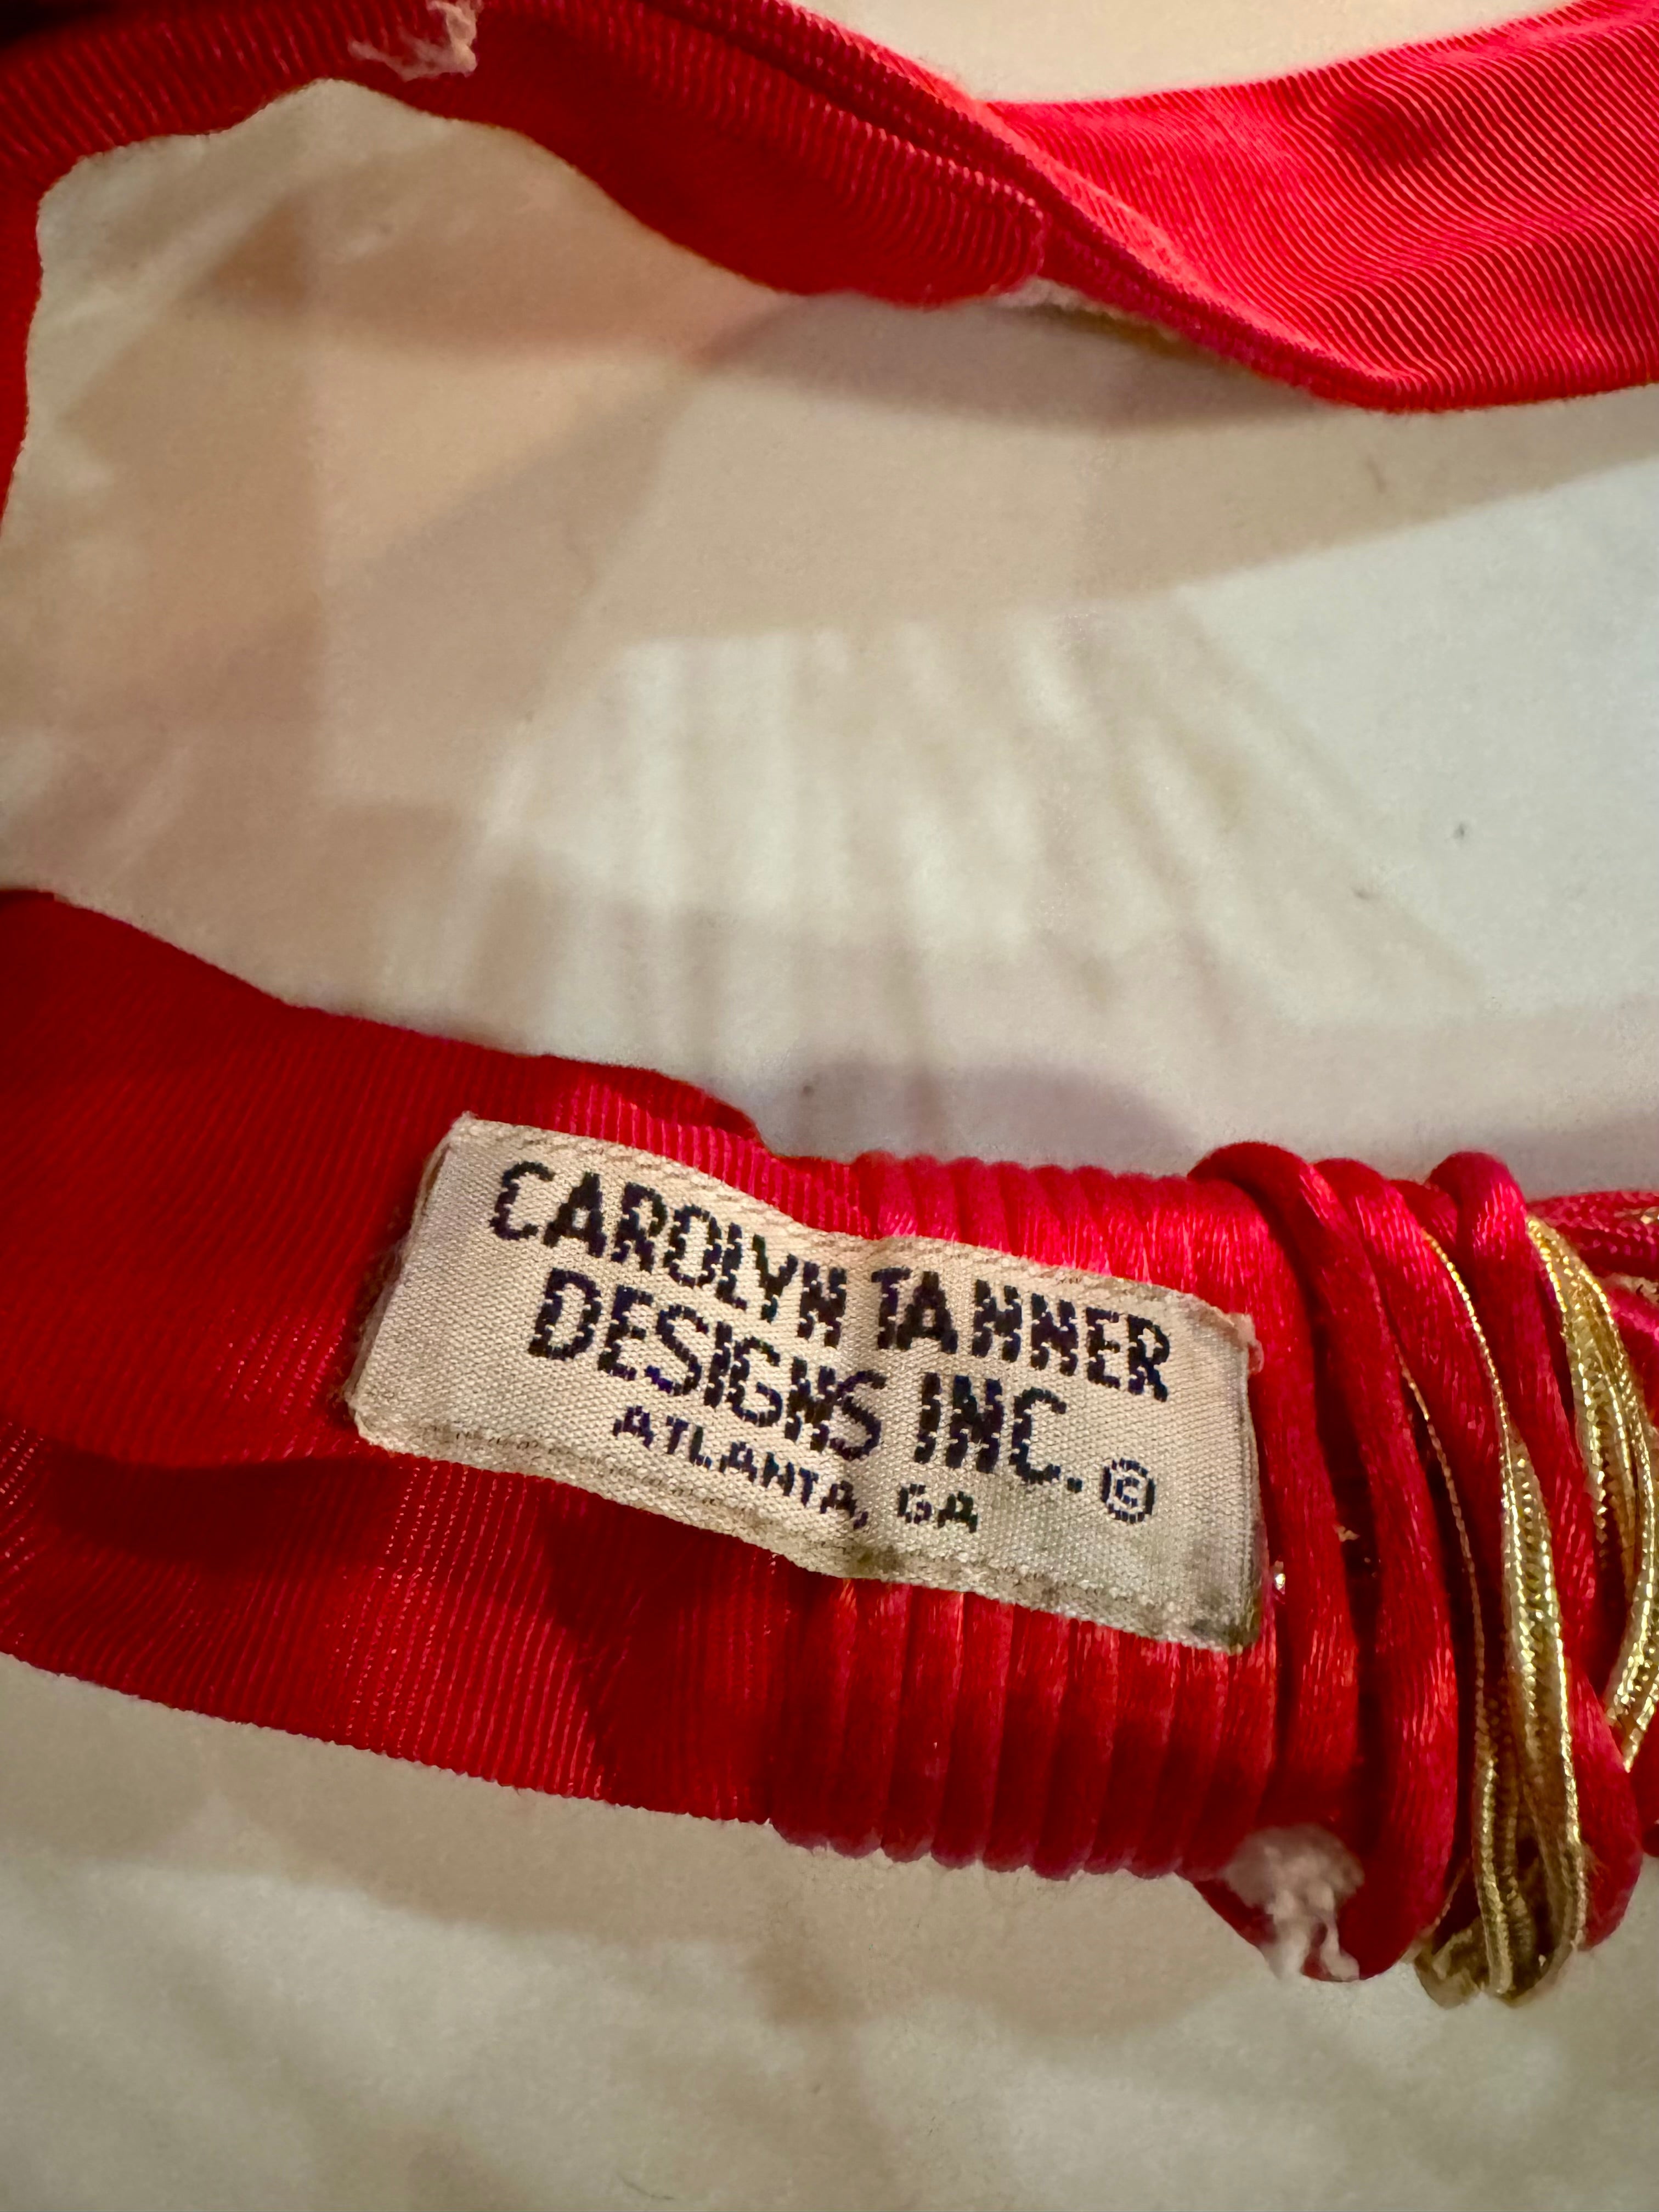 CAROLYN TANNER
DESIGNS INC. ©
ATLANTA, GA